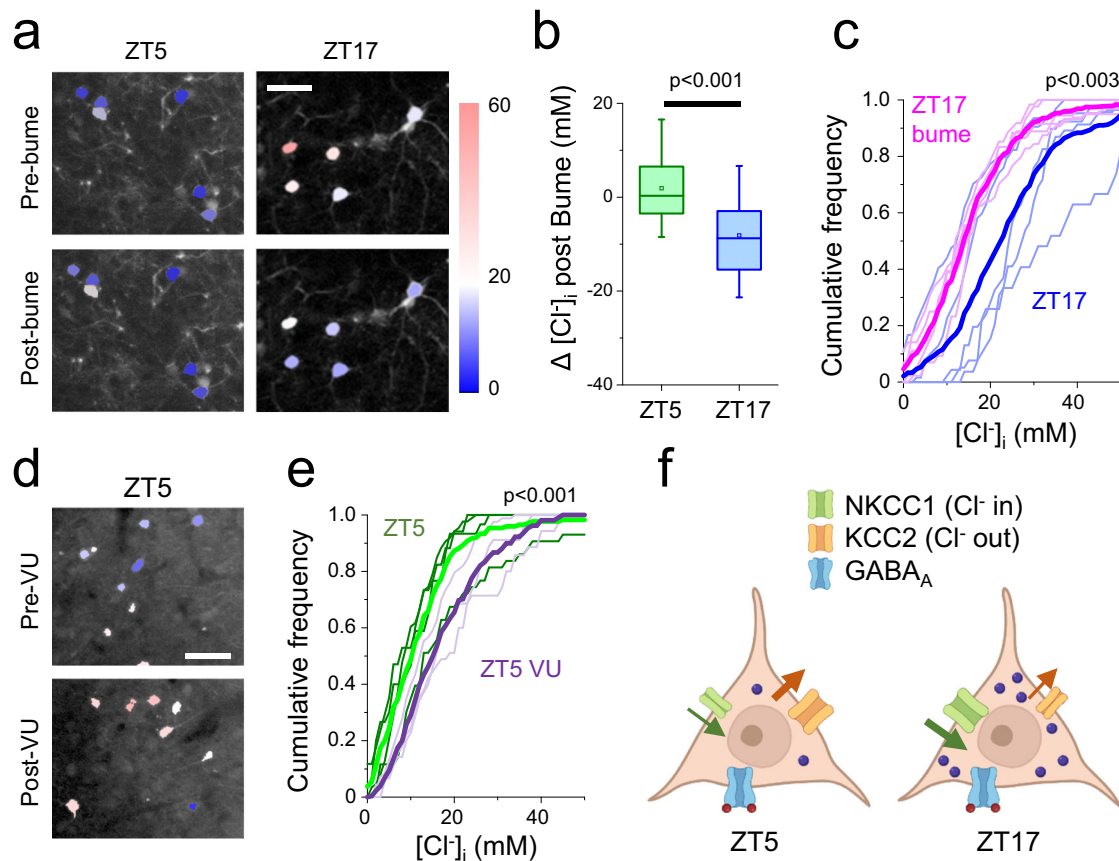 a
ZT5
ZT17
Pre-bume
Post-bume
60
20
0
b
p<0.001
Δ [Cl]i post Bume (mM)
20
0
-20
-40
ZT5
ZT17
c
p<0.003
ZT17
bume
ZT17
Cumulative frequency
1.0
0.8
0.6
0.4
0.2
0
0
20
40
[Cl-]i (mM)
d
ZT5
Pre-VU
Post-VU
e
p<0.001
ZT5
ZT5 VU
Cumulative frequency
1.0
0.8
0.6
0.4
0.2
0
0
20
40
[Cl-]i (mM)
f
NKCC1 (Cl- in)
KCC2 (Cl- out)
GABAA
ZT5
ZT17